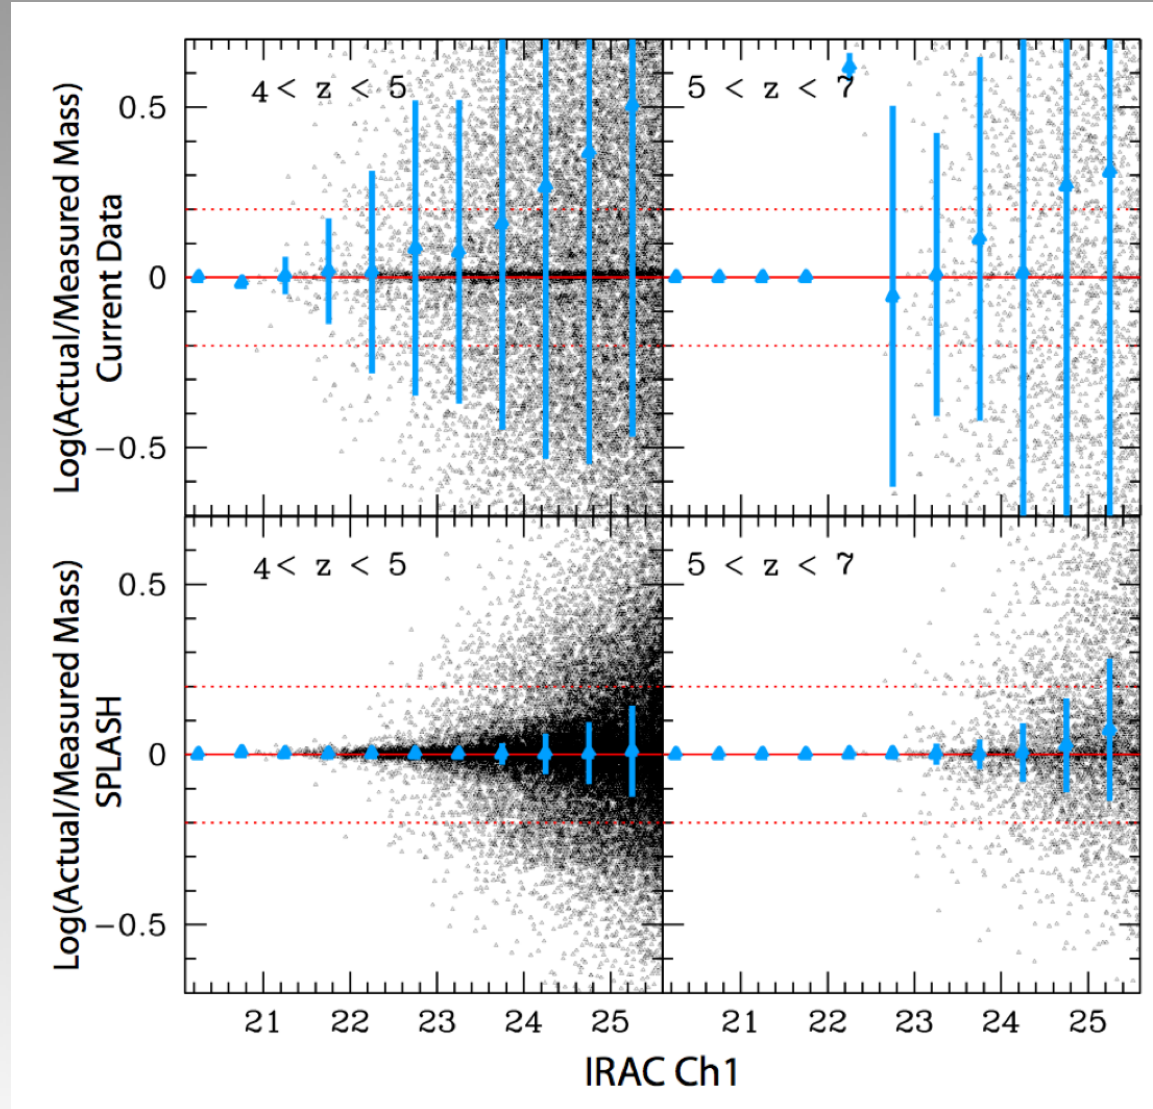 Log(Actual/Measured Mass)
Current Data
0.5
0
−0.5
4 < z < 5
5 < z < 7
Log(Actual/Measured Mass)
SPLASH
0.5
0
−0.5
4 < z < 5
5 < z < 7
21 22 23 24 25 21 22 23 24 25
IRAC Ch1